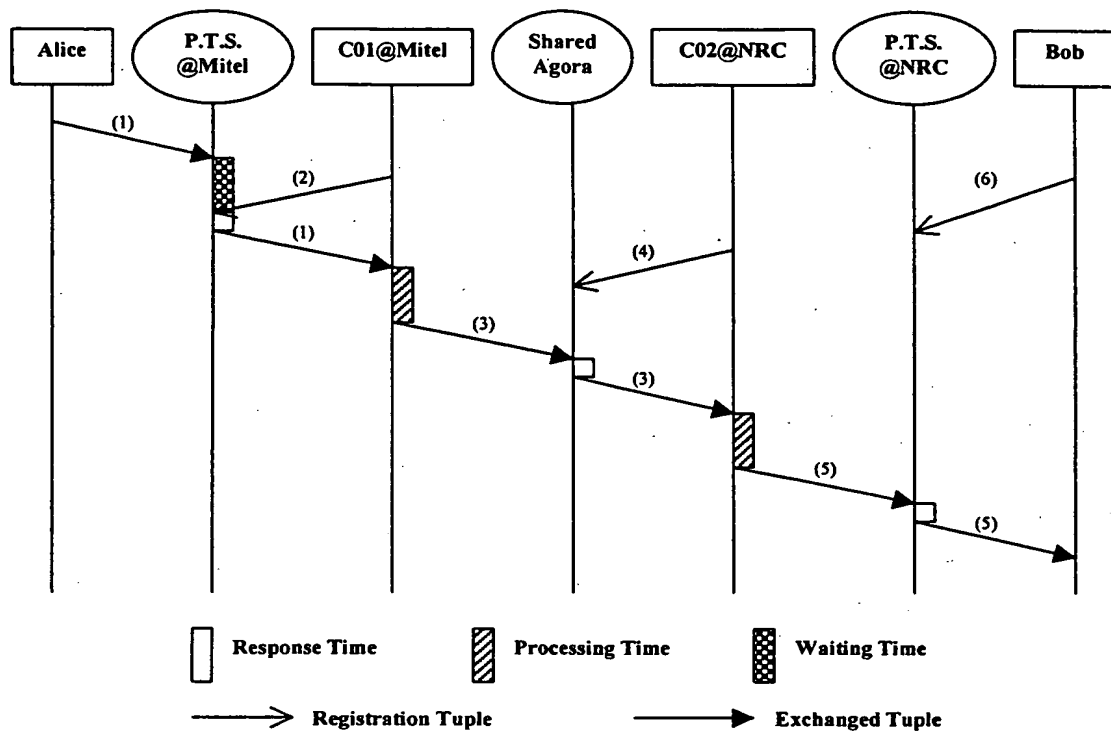 Alice
P.T.S.
@Mitel
C01@Mitel
Shared
Agora
C02@NRC
P.T.S.
@NRC
Bob
(1)
(2)
(6)
(1)
(4)
(3)
(3)
(5)
(5)
Response Time
Processing Time
Waiting Time
Registration Tuple
Exchanged Tuple